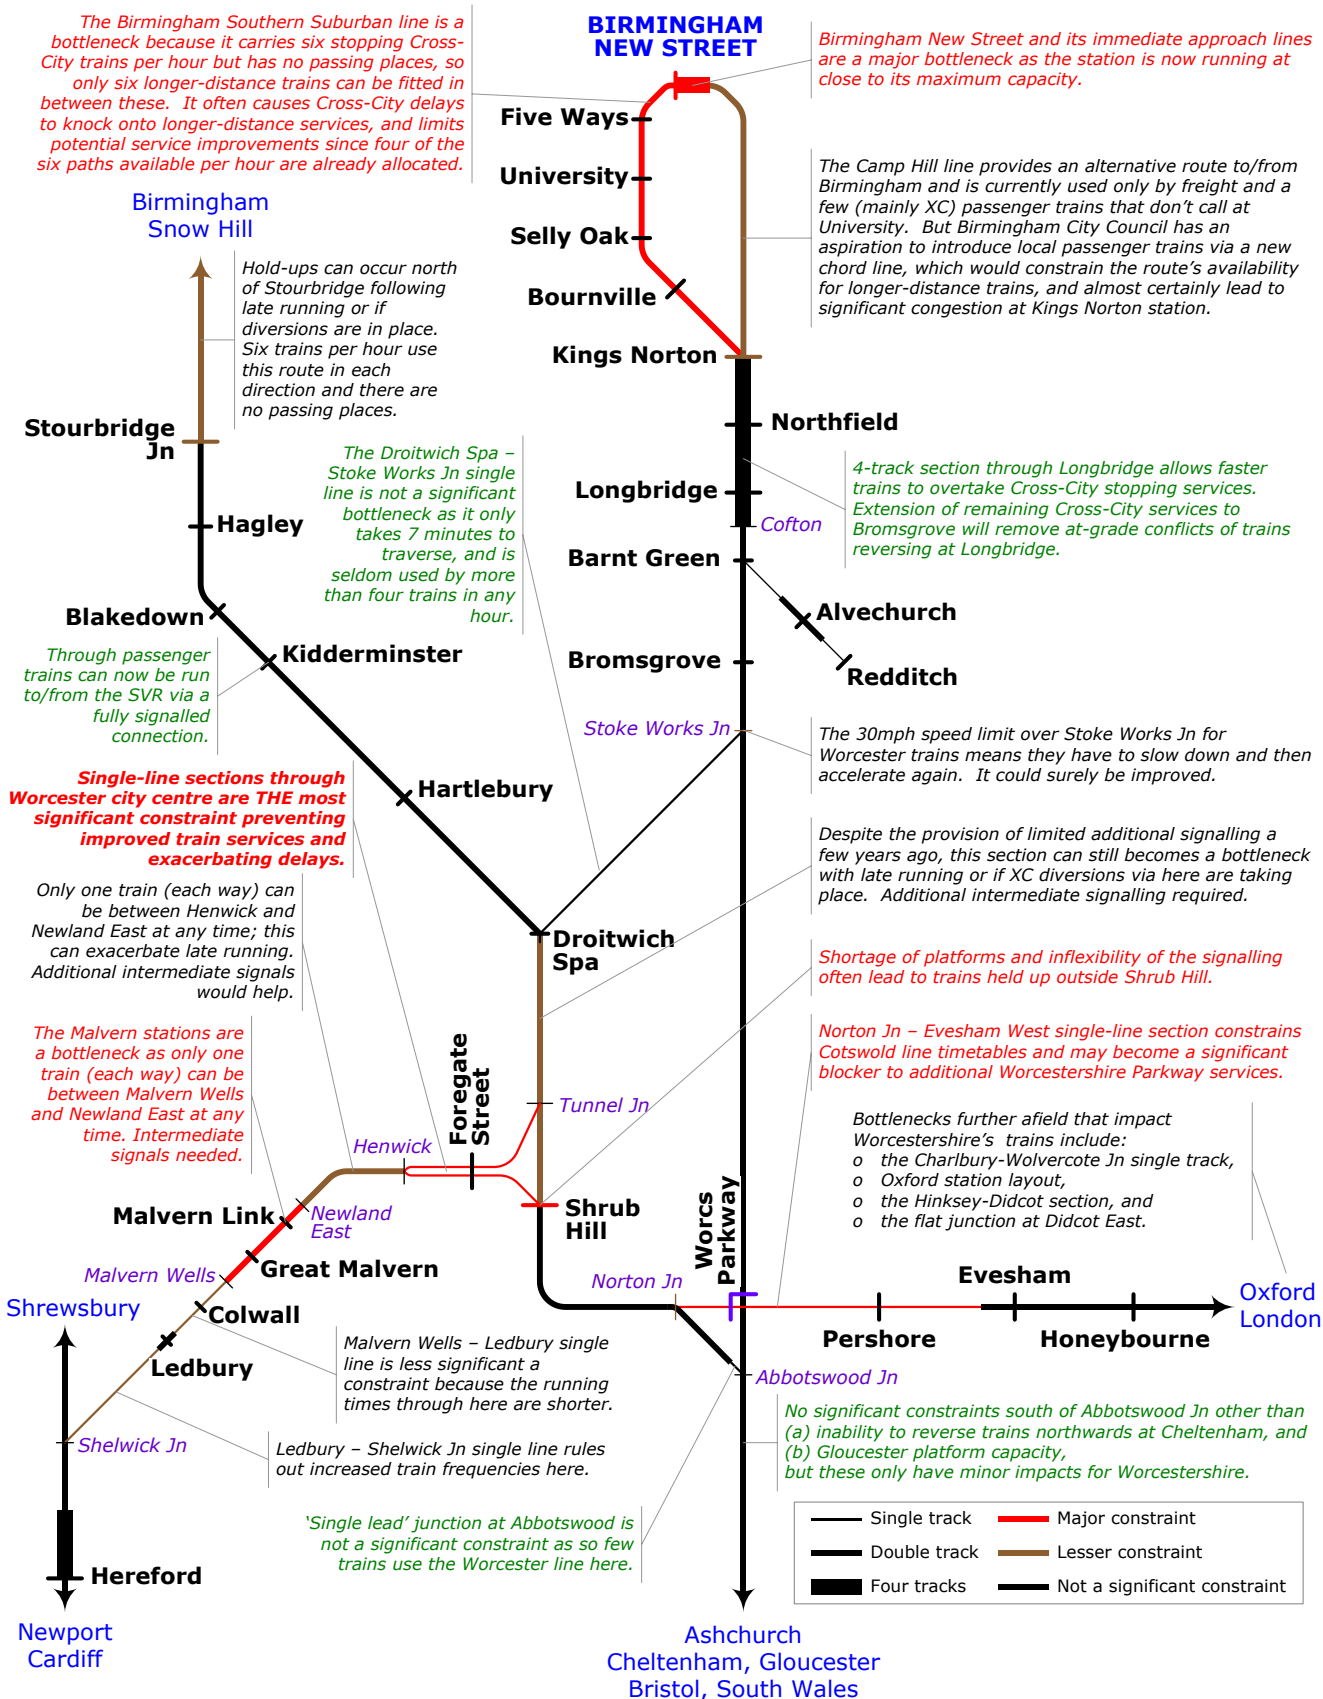 The Birmingham Southern Suburban line is a
bottleneck because it carries six stopping Cross-
City trains per hour but has no passing places, so
only six longer-distance trains can be fitted in
between these. It often causes Cross-City delays
to knock onto longer-distance services, and limits
potential service improvements since four of the
six paths available per hour are already allocated.
BIRMINGHAM
NEW STREET
Birmingham New Street and its immediate approach lines
are a major bottleneck as the station is now running at
close to its maximum capacity.
Five Ways
University
Selly Oak
Bournville
Kings Norton
The Camp Hill line provides an alternative route to/from
Birmingham and is currently used only by freight and a
few (mainly XC) passenger trains that don't call at
University. But Birmingham City Council has an
aspiration to introduce local passenger trains via a new
chord line, which would constrain the route's availability
for longer-distance trains, and almost certainly lead to
significant congestion at Kings Norton station.
Birmingham
Snow Hill
Hold-ups can occur north
of Stourbridge following
late running or if
diversions are in place.
Six trains per hour use
this route in each
direction and there are
no passing places.
Stourbridge
Jn
Hagley
Blakedown
Kidderminster
Hartlebury
The Droitwich Spa –
Stoke Works Jn single
line is not a significant
bottleneck as it only
takes 7 minutes to
traverse, and is
seldom used by more
than four trains in any
hour.
Northfield
Longbridge
Cofton
4-track section through Longbridge allows faster
trains to overtake Cross-City stopping services.
Extension of remaining Cross-City services to
Bromsgrove will remove at-grade conflicts of trains
reversing at Longbridge.
Barnt Green
Alvechurch
Redditch
Bromsgrove
Through passenger
trains can now be run
to/from the SVR via a
fully signalled
connection.
Stoke Works Jn
The 30mph speed limit over Stoke Works Jn for
Worcester trains means they have to slow down and then
accelerate again. It could surely be improved.
Single-line sections through
Worcester city centre are THE most
significant constraint preventing
improved train services and
exacerbating delays.
Despite the provision of limited additional signalling a
few years ago, this section can still becomes a bottleneck
with late running or if XC diversions via here are taking
place. Additional intermediate signalling required.
Only one train (each way) can
be between Henwick and
Newland East at any time; this
can exacerbate late running.
Additional intermediate signals
would help.
Droitwich
Spa
Shortage of platforms and inflexibility of the signalling
often lead to trains held up outside Shrub Hill.
The Malvern stations are
a bottleneck as only one
train (each way) can be
between Malvern Wells
and Newland East at any
time. Intermediate
signals needed.
Norton Jn – Evesham West single-line section constrains
Cotswold line timetables and may become a significant
blocker to additional Worcestershire Parkway services.
Foregate
Street
Tunnel Jn
Henwick
Bottlenecks further afield that impact
Worcestershire's trains include:
o the Charlbury-Wolvercote Jn single track,
o Oxford station layout,
o the Hinksey-Didcot section, and
o the flat junction at Didcot East.
Malvern Link
Newland
East
Shrub
Hill
Worcs
Parkway
Great Malvern
Malvern Wells
Norton Jn
Evesham
Oxford
London
Shrewsbury
Colwall
Pershore
Honeybourne
Ledbury
Malvern Wells – Ledbury single
line is less significant a
constraint because the running
times through here are shorter.
Abbotswood Jn
No significant constraints south of Abbotswood Jn other than
(a) inability to reverse trains northwards at Cheltenham, and
(b) Gloucester platform capacity,
but these only have minor impacts for Worcestershire.
Shelwick Jn
Ledbury – Shelwick Jn single line rules
out increased train frequencies here.
'Single lead' junction at Abbotswood is
not a significant constraint as so few
trains use the Worcester line here.
Single track
Major constraint
Double track
Lesser constraint
Four tracks
Not a significant constraint
Hereford
Newport
Cardiff
Ashchurch
Cheltenham, Gloucester
Bristol, South Wales